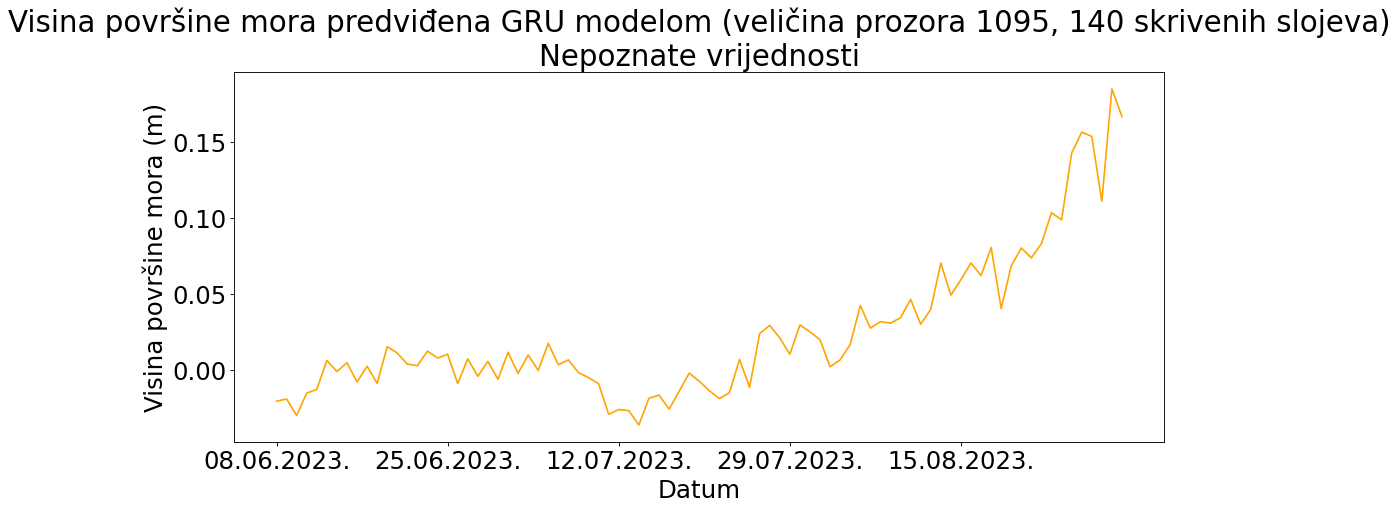 Visina površine mora predviđena GRU modelom (veličina prozora 1095, 140 skrivenih slojeva)
Nepoznate vrijednosti
Visina površine mora (m)
0.15
0.10
0.05
0.00
08.06.2023. 25.06.2023. 12.07.2023. 29.07.2023. 15.08.2023.
Datum